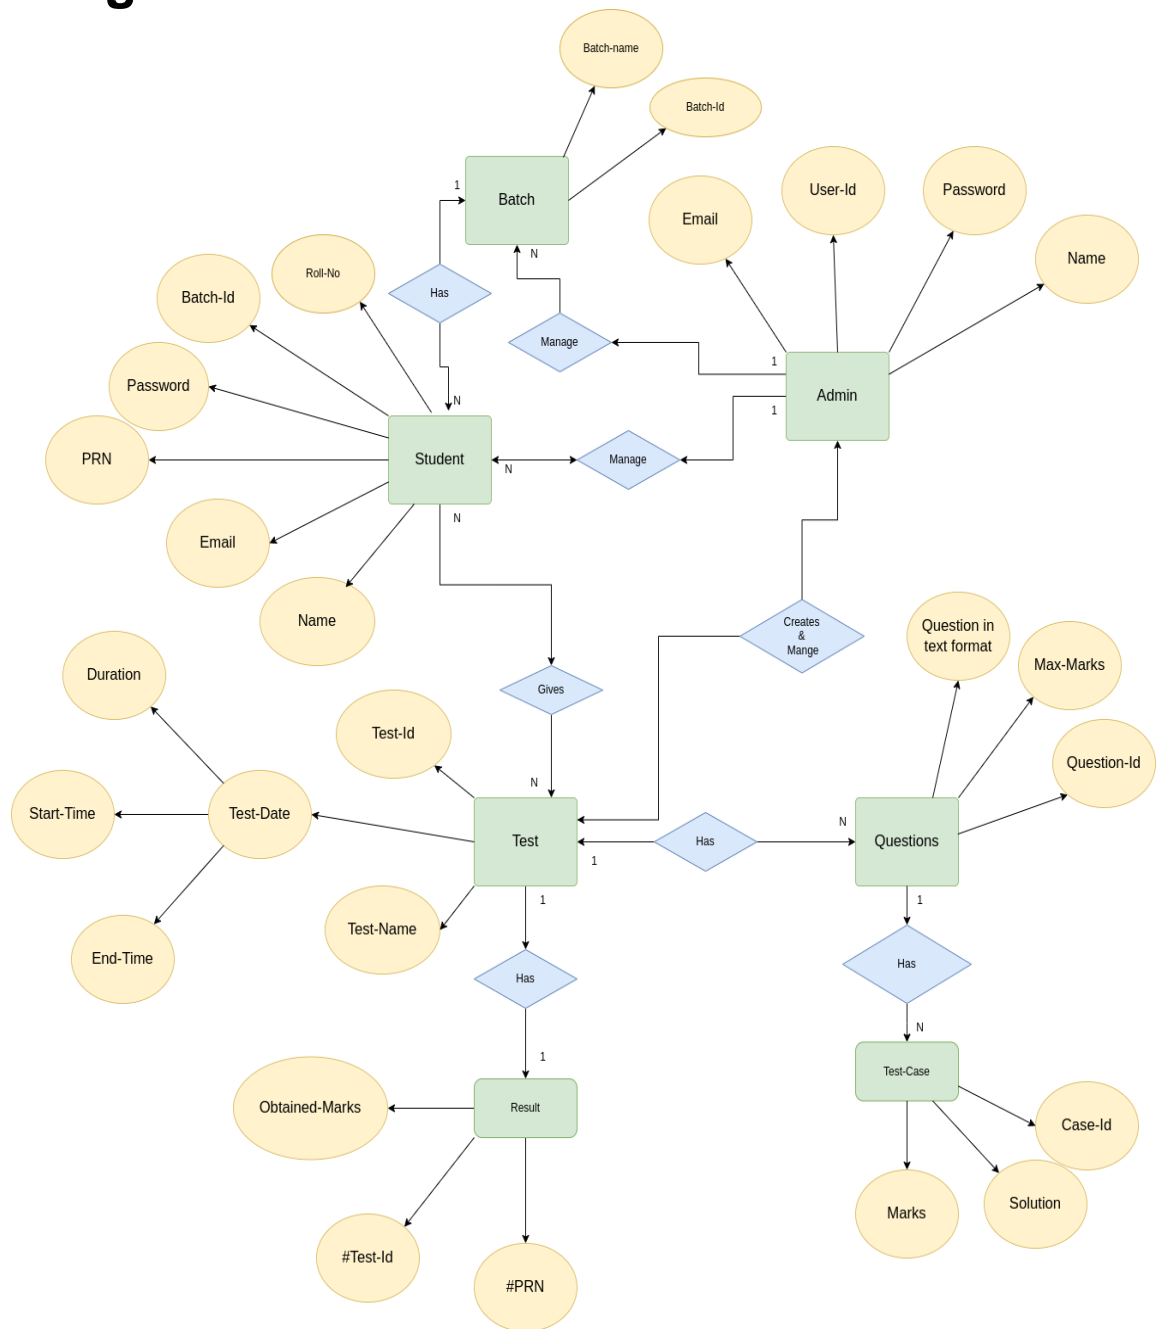 g
Batch-name
Batch-Id
Batch
1
N
Email
User-Id
Password
Name
Roll-No
Batch-Id
Has
Manage
Password
1
Admin
1
N
PRN
Student
N
Manage
N
Email
Name
Creates
&
Mange
Question in
text format
Max-Marks
Question-Id
Gives
Duration
Test-Id
N
Start-Time
Test-Date
Test
1
Has
N
Questions
1
1
Test-Name
End-Time
Has
Has
1
N
Obtained-Marks
Result
Test-Case
Case-Id
Solution
Marks
#Test-Id
#PRN